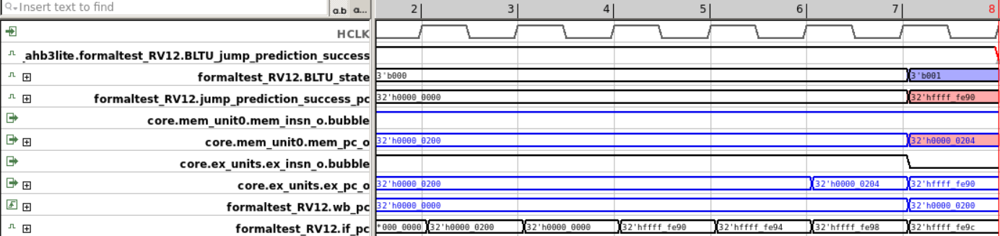 Insert text to find a.b a... 2 3 4 5 6 7 8
HCLK
_ahb3lite.formaltest_RV12.BLTU_jump_prediction_success
formaltest_RV12.BLTU_state 3'b000 3'b001
formaltest_RV12.jump_prediction_success_pc 32'h0000_0000 32'hffff_fe90
core.mem_unit0.mem_insn_o.bubble
core.mem_unit0.mem_pc_o 32'h0000_0200 32'h0000_0204
core.ex_units.ex_insn_o.bubble
core.ex_units.ex_pc_o 32'h0000_0200 32'h0000_0204 32'hffff_fe90
formaltest_RV12.wb_pc 32'h0000_0000 32'h0000_0200
formaltest_RV12.if_pc *000_0000 32'h0000_0200 32'h0000_0000 32'hffff_fe90 32'hffff_fe94 32'hffff_fe98 32'hffff_fe9c